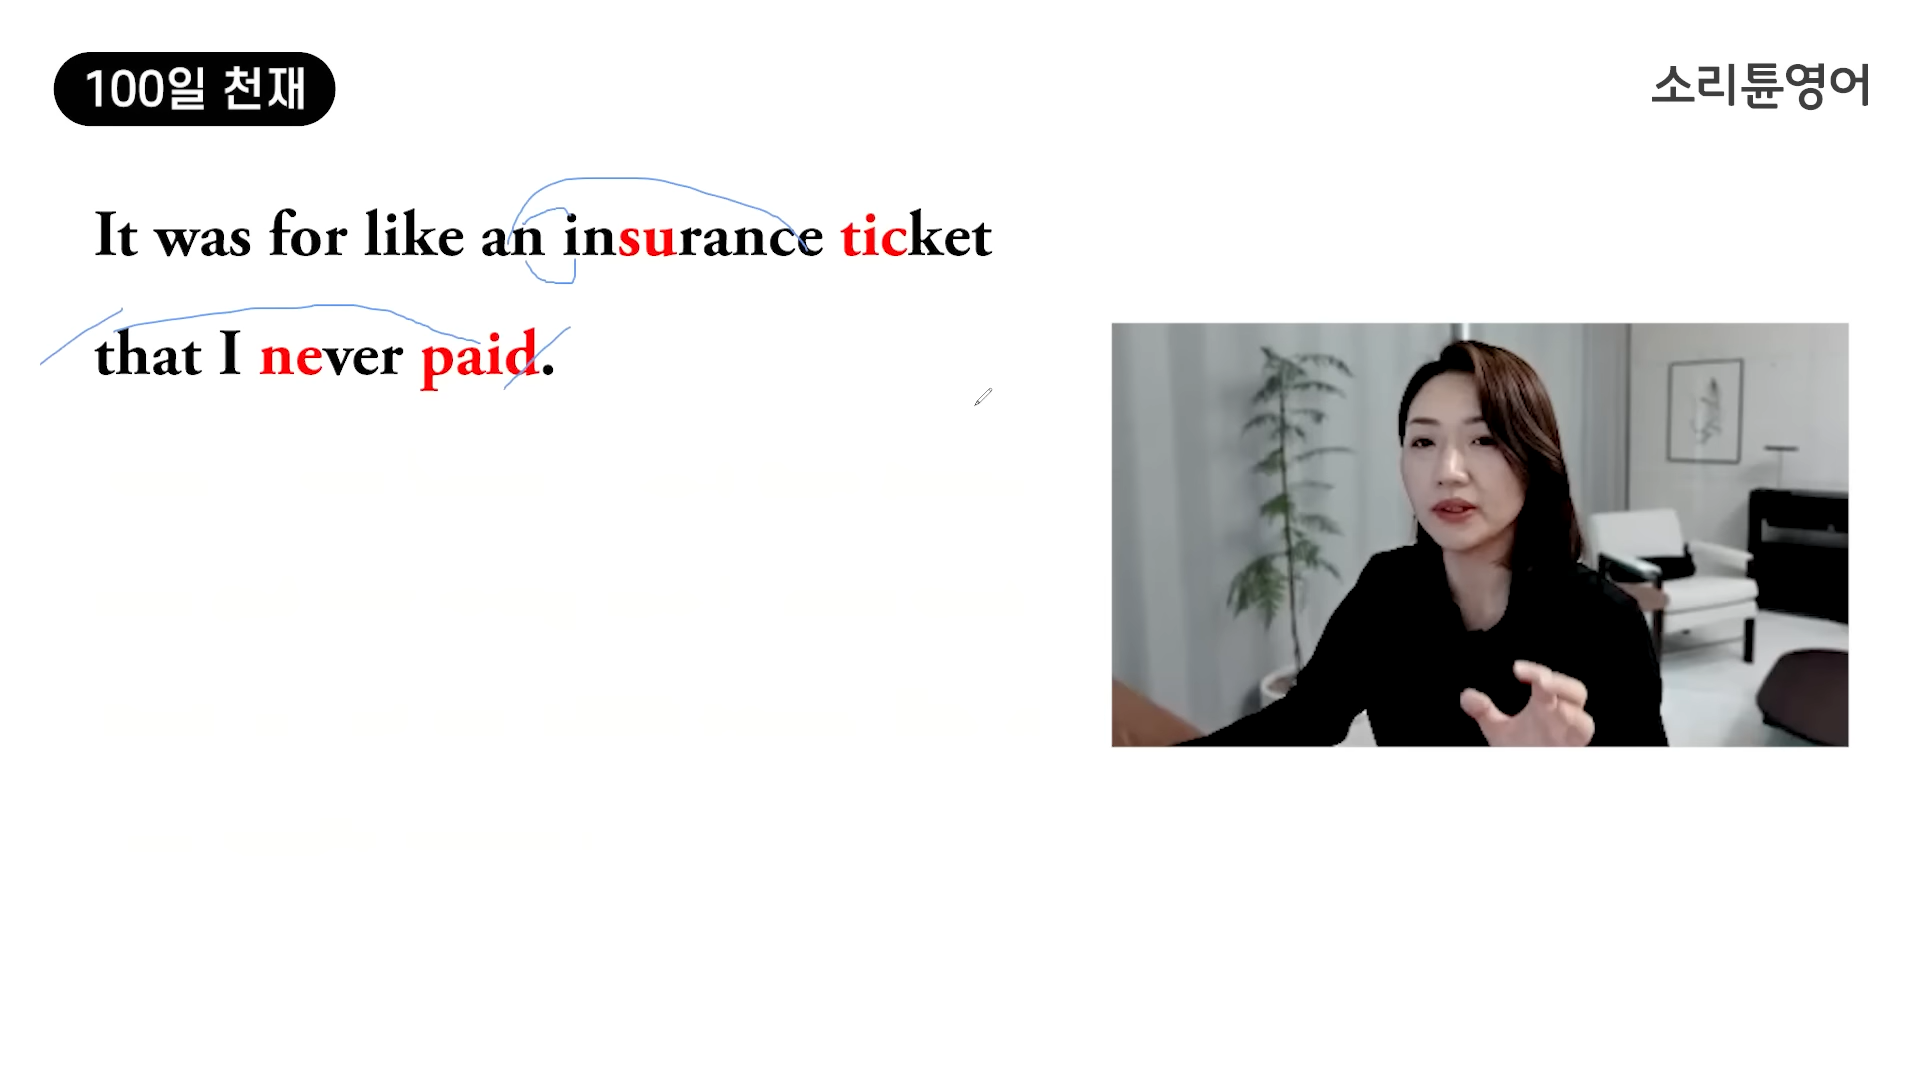 100일 천재
소리튠영어
It was for like an insurance ticket
that I never paid.